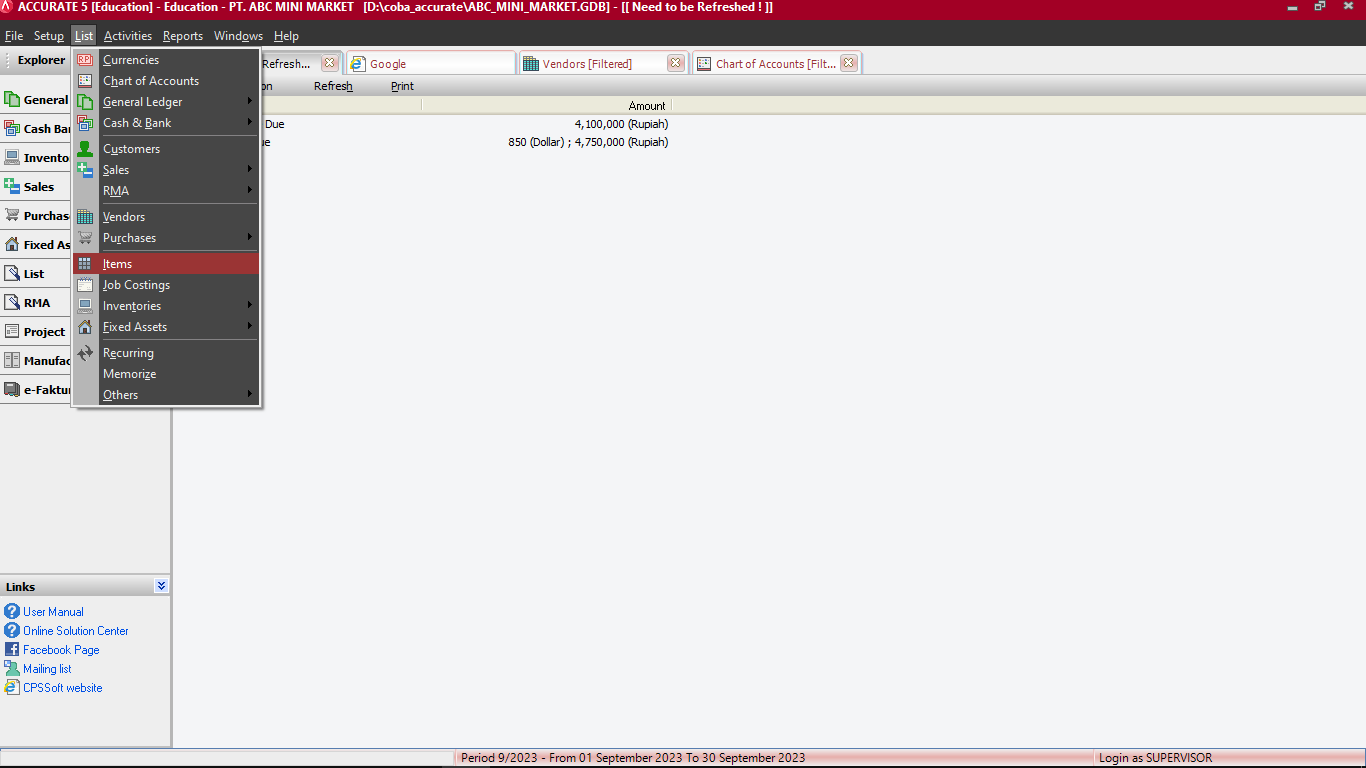 ACCURATE 5 [Education] - Education - PT. ABC MINI MARKET [D:\coba_accurate\ABC_MINI_MARKET.GDB] - [[ Need to be Refreshed ! ]]
File Setup List Activities Reports Windows Help
Explorer
Refresh...
Google
Vendors [Filtered]
Chart of Accounts [Filt...
Refresh
Print
Amount
Due
4,100,000 (Rupiah)
850 (Dollar) ; 4,750,000 (Rupiah)
General
Cash Ba
Invento
Sales
Purchas
Fixed As
List
RMA
Project
Manufac
e-Faktu
Currencies
Chart of Accounts
General Ledger
Cash & Bank
Customers
Sales
RMA
Vendors
Purchases
Items
Job Costings
Inventories
Fixed Assets
Recurring
Memorize
Others
Links
User Manual
Online Solution Center
Facebook Page
Mailing list
CPSSoft website
Period 9/2023 - From 01 September 2023 To 30 September 2023
Login as SUPERVISOR